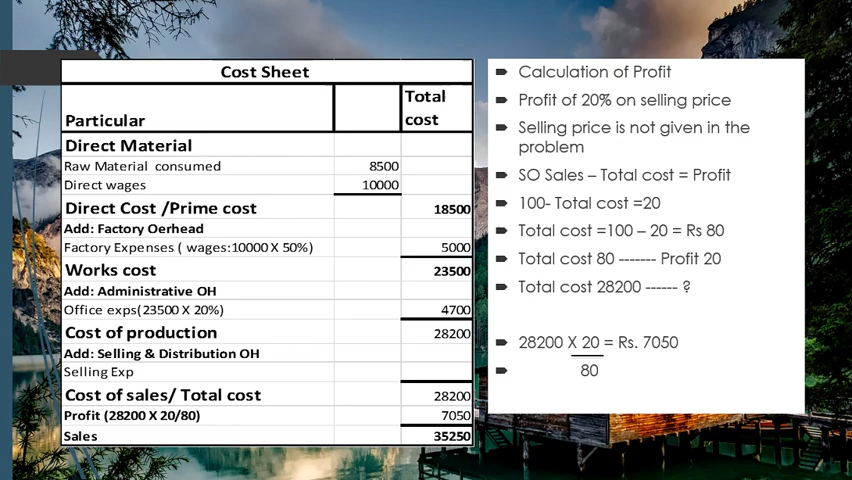 Cost Sheet
Particular Total cost
Direct Material
Raw Material consumed 8500
Direct wages 10000
Direct Cost /Prime cost 18500
Add: Factory Oerhead
Factory Expenses ( wages:10000 X 50%) 5000
Works cost 23500
Add: Administrative OH
Office exps(23500 X 20%) 4700
Cost of production 28200
Add: Selling & Distribution OH
Selling Exp
Cost of sales/ Total cost 28200
Profit (28200 X 20/80) 7050
Sales 35250
Calculation of Profit
Profit of 20% on selling price
Selling price is not given in the
problem
SO Sales – Total cost = Profit
100- Total cost =20
Total cost =100 – 20 = Rs 80
Total cost 80 ------- Profit 20
Total cost 28200 ------ ?
28200 X 20 = Rs. 7050
80